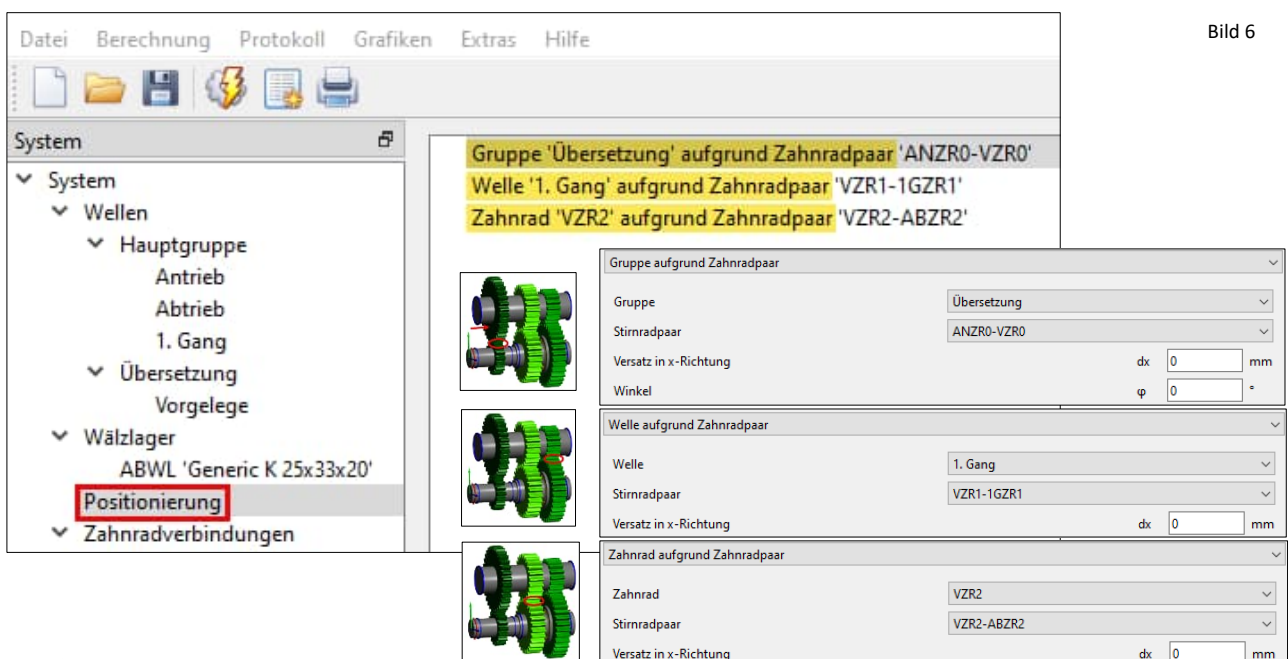 Bild 6
Datei Berechnung Protokoll Grafiken Extras Hilfe
System
System
Wellen
Hauptgruppe
Antrieb
Abtrieb
1. Gang
Übersetzung
Vorgelege
Wälzlager
ABWL 'Generic K 25x33x20'
Positionierung
Zahnradverbindungen
Gruppe 'Übersetzung' aufgrund Zahnradpaar 'ANZR0-VZR0'
Welle '1. Gang' aufgrund Zahnradpaar 'VZR1-1GZR1'
Zahnrad 'VZR2' aufgrund Zahnradpaar 'VZR2-ABZR2'
Gruppe aufgrund Zahnradpaar
Gruppe Übersetzung
Stirnradpaar ANZR0-VZR0
Versatz in x-Richtung dx 0 mm
Winkel φ 0 °
Welle aufgrund Zahnradpaar
Welle 1. Gang
Stirnradpaar VZR1-1GZR1
Versatz in x-Richtung dx 0 mm
Zahnrad aufgrund Zahnradpaar
Zahnrad VZR2
Stirnradpaar VZR2-ABZR2
Versatz in x-Richtung dx 0 mm